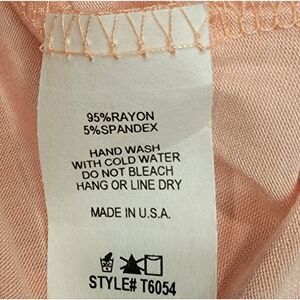 95%RAYON
5%SPANDEX
HAND WASH
WITH COLD WATER
DO NOT BLEACH
HANG OR LINE DRY
MADE IN U.S.A.
STYLE# T6054